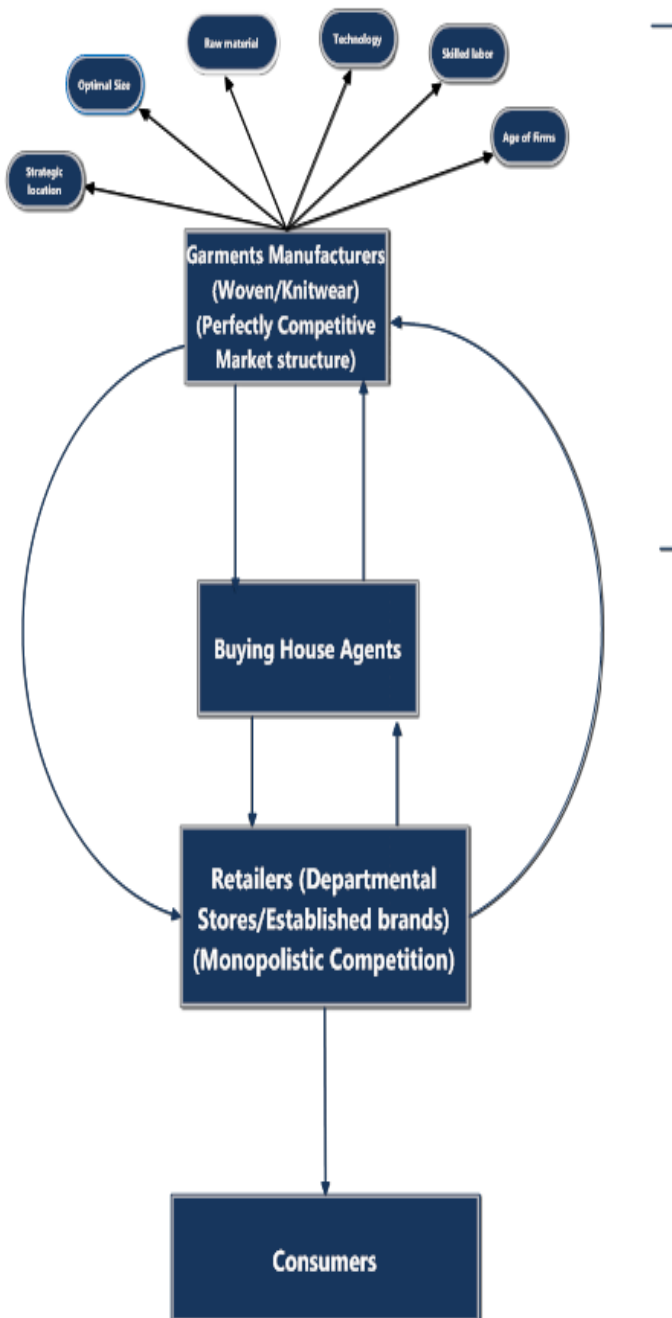 Raw material
Technology
Skilled labor
Optimal Size
Age of Firms
Strategic
location
Garments Manufacturers
(Woven/Knitwear)
(Perfectly Competitive
Market structure)
Buying House Agents
Retailers (Departmental
Stores/Established brands)
(Monopolistic Competition)
Consumers